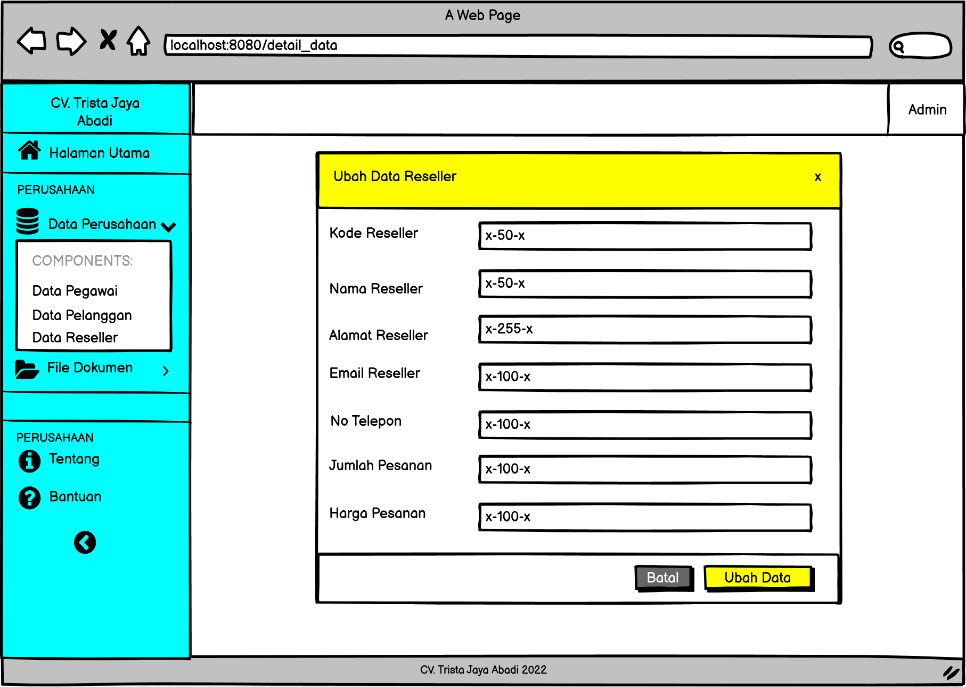 A Web Page
localhost:8080/detail_data
CV. Trista Jaya
Abadi
Admin
Halaman Utama
PERUSAHAAN
Data Perusahaan
COMPONENTS:
Data Pegawai
Data Pelanggan
Data Reseller
File Dokumen
PERUSAHAAN
Tentang
Bantuan
Ubah Data Reseller x
Kode Reseller x-50-x
Nama Reseller x-50-x
Alamat Reseller x-255-x
Email Reseller x-100-x
No Telepon x-100-x
Jumlah Pesanan x-100-x
Harga Pesanan x-100-x
Batal Ubah Data
CV. Trista Jaya Abadi 2022